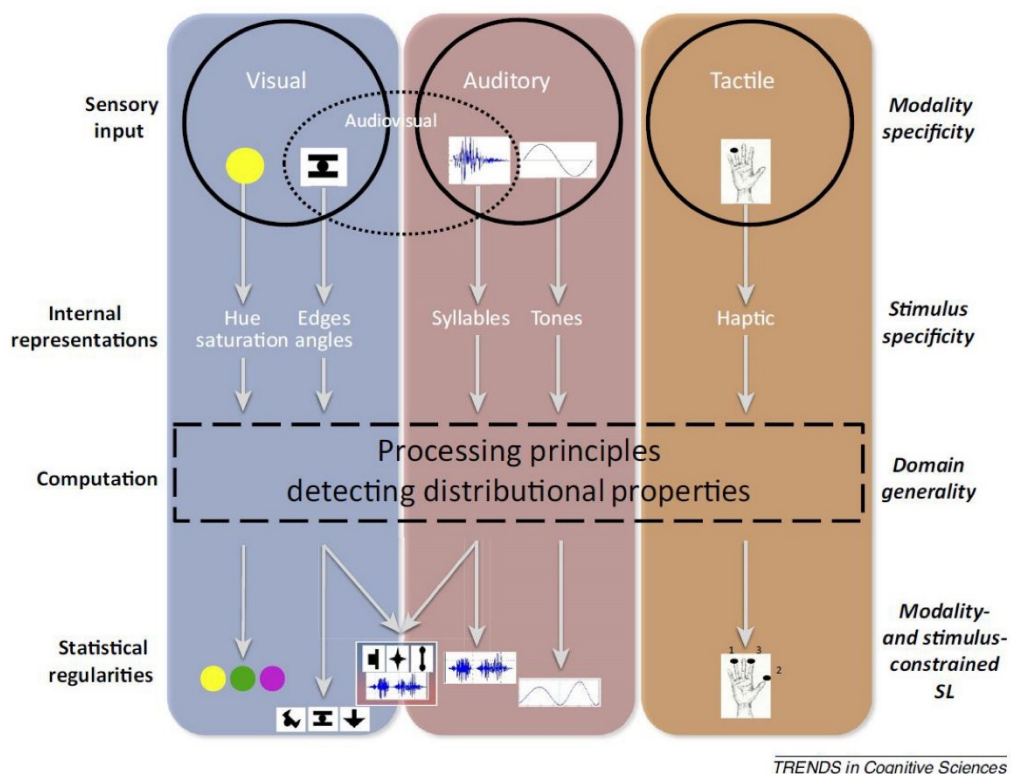 Visual
Auditory
Tactile
Sensory
input
Audiovisual
Modality
specificity
Internal
representations
Hue
saturation
Edges
angles
Syllables
Tones
Haptic
Stimulus
specificity
Computation
Processing principles
detecting distributional properties
Domain
generality
Statistical
regularities
1
3
2
Modality-
and stimulus-
constrained
SL
TRENDS in Cognitive Sciences